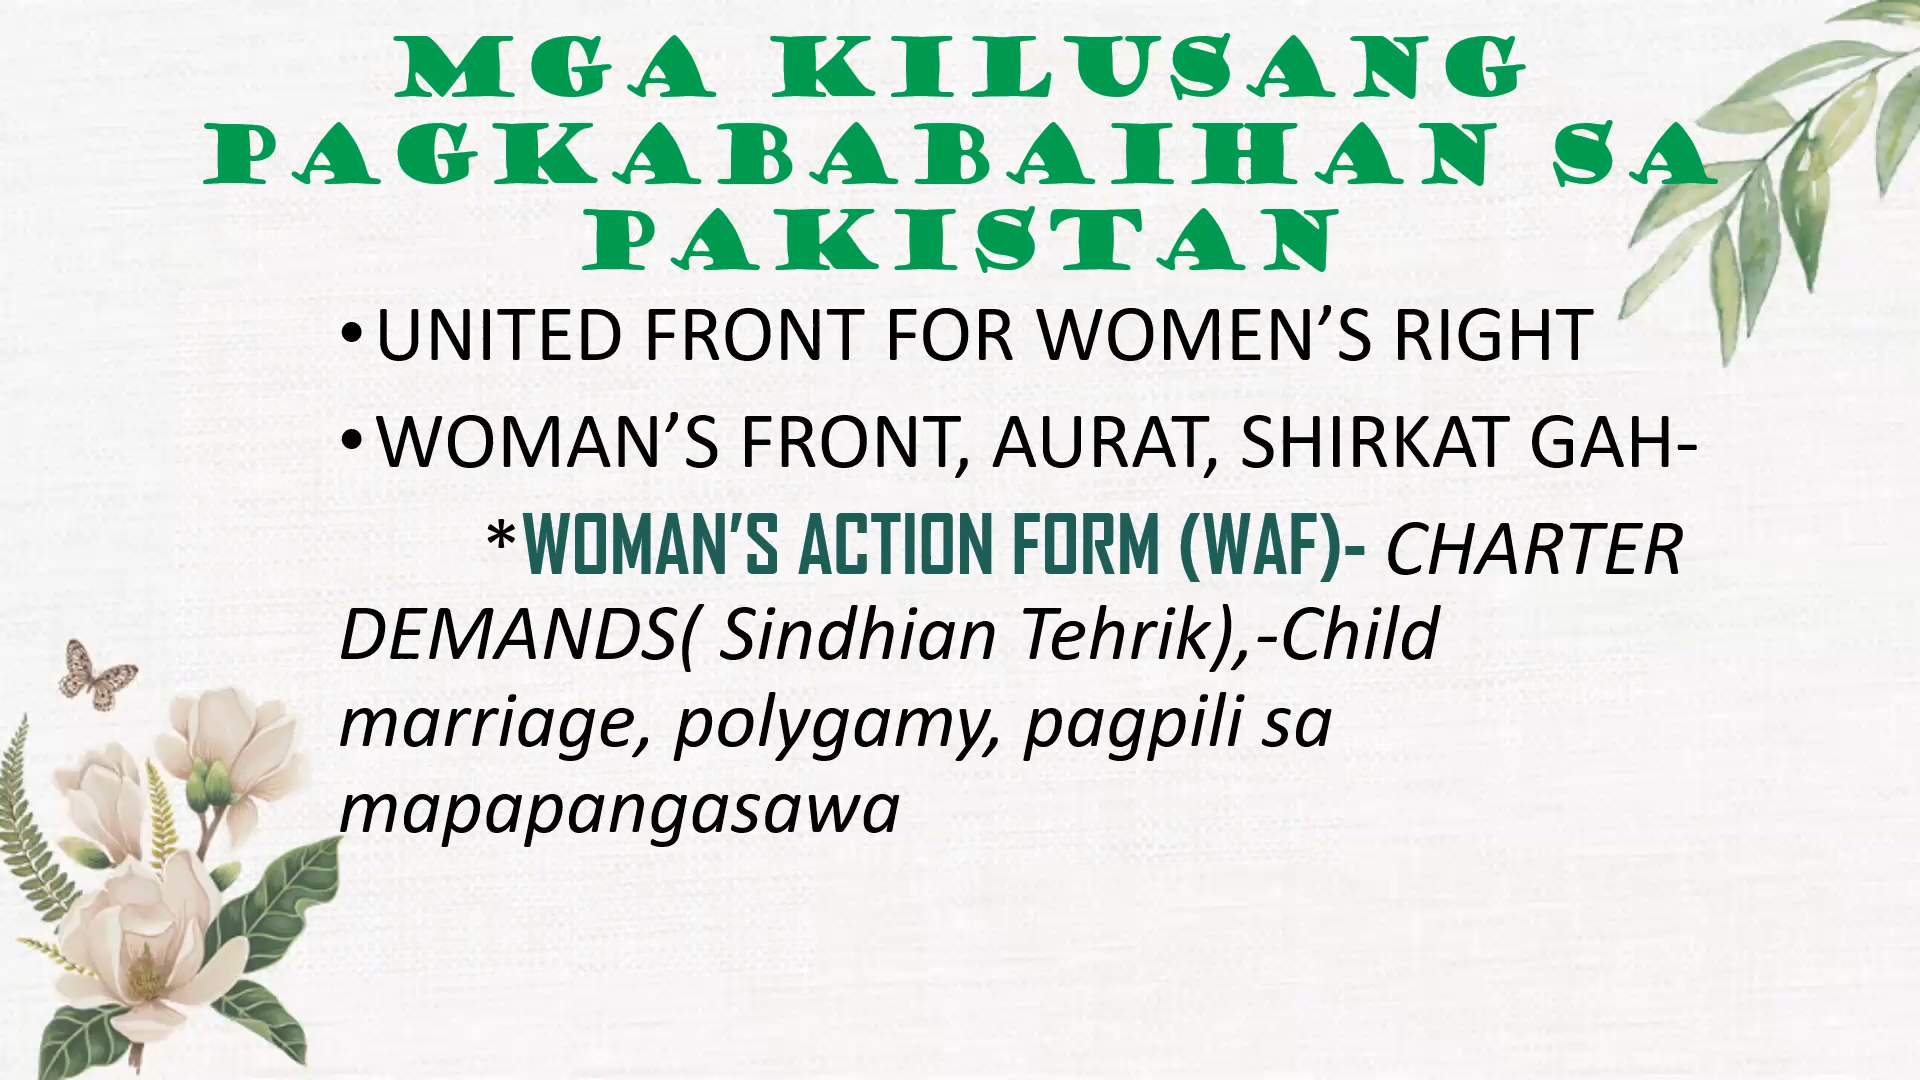 MGA KILUSANG
PAGKABABAIHAN SA
PAKISTAN
•UNITED FRONT FOR WOMEN’S RIGHT
•WOMAN’S FRONT, AURAT, SHIRKAT GAH-
*WOMAN’S ACTION FORM (WAF)- CHARTER
DEMANDS( Sindhian Tehrik),-Child
marriage, polygamy, pagpili sa
mapapangasawa